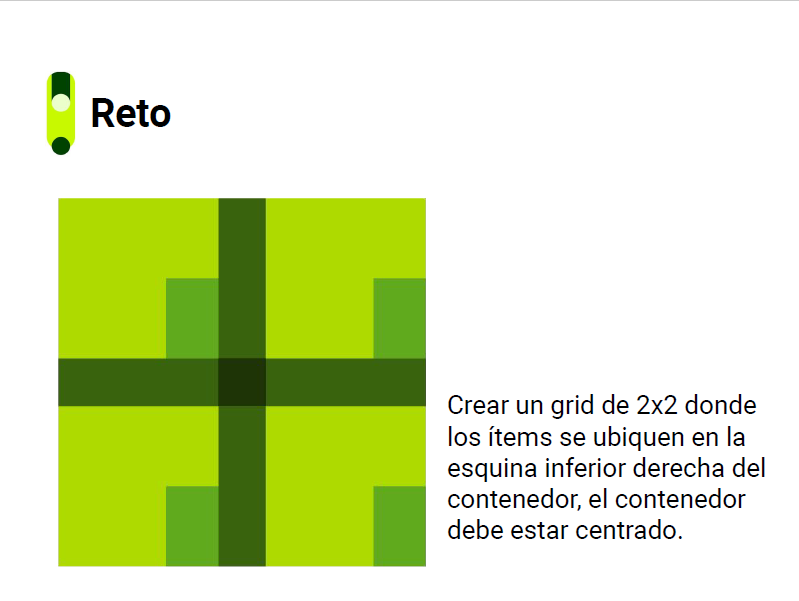 Reto
Crear un grid de 2x2 donde
los ítems se ubiquen en la
esquina inferior derecha del
contenedor, el contenedor
debe estar centrado.